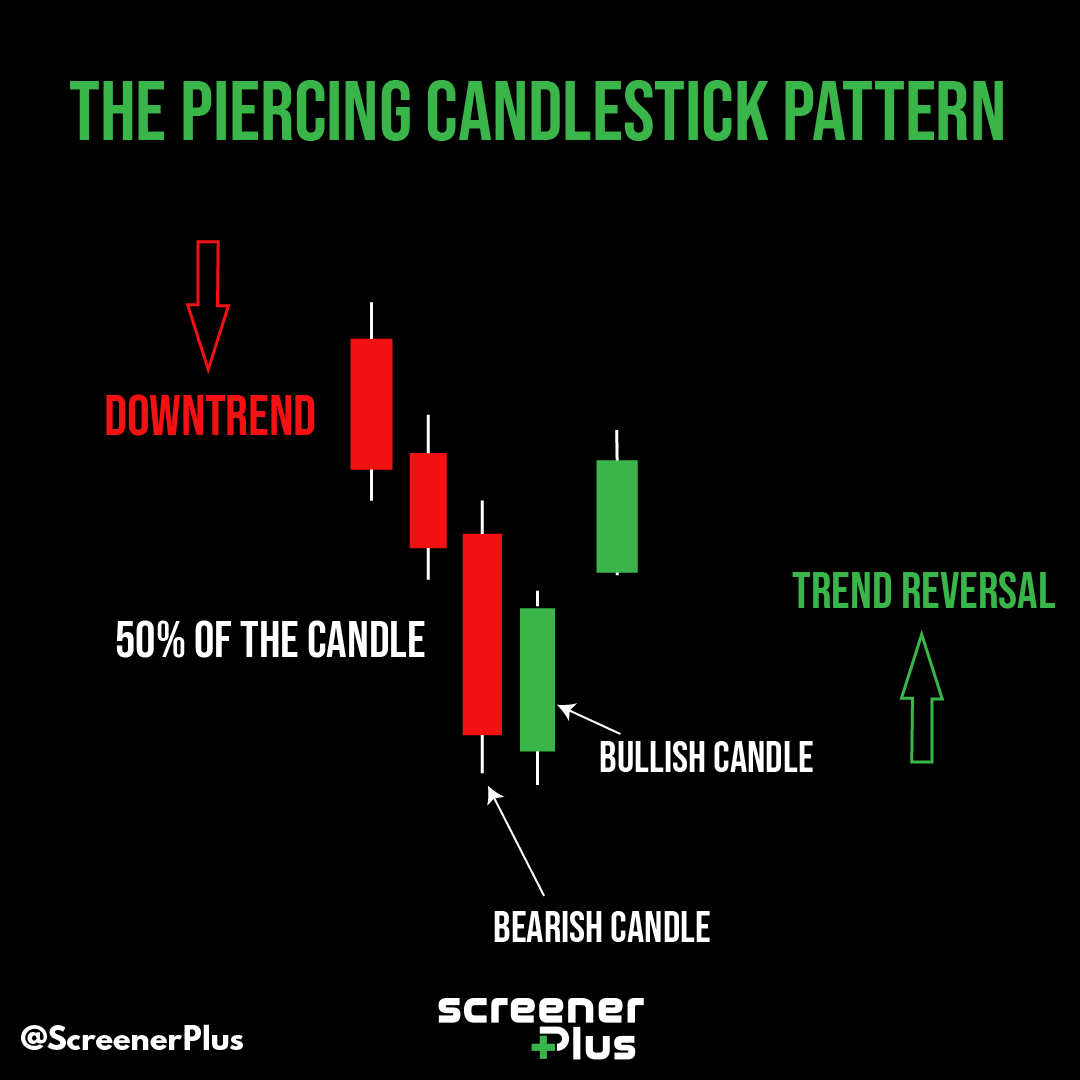 THE PIERCING CANDLESTICK PATTERN
DOWNTREND
TREND REVERSAL
50% OF THE CANDLE
BULLISH CANDLE
BEARISH CANDLE
screener
Plus
@ScreenerPlus